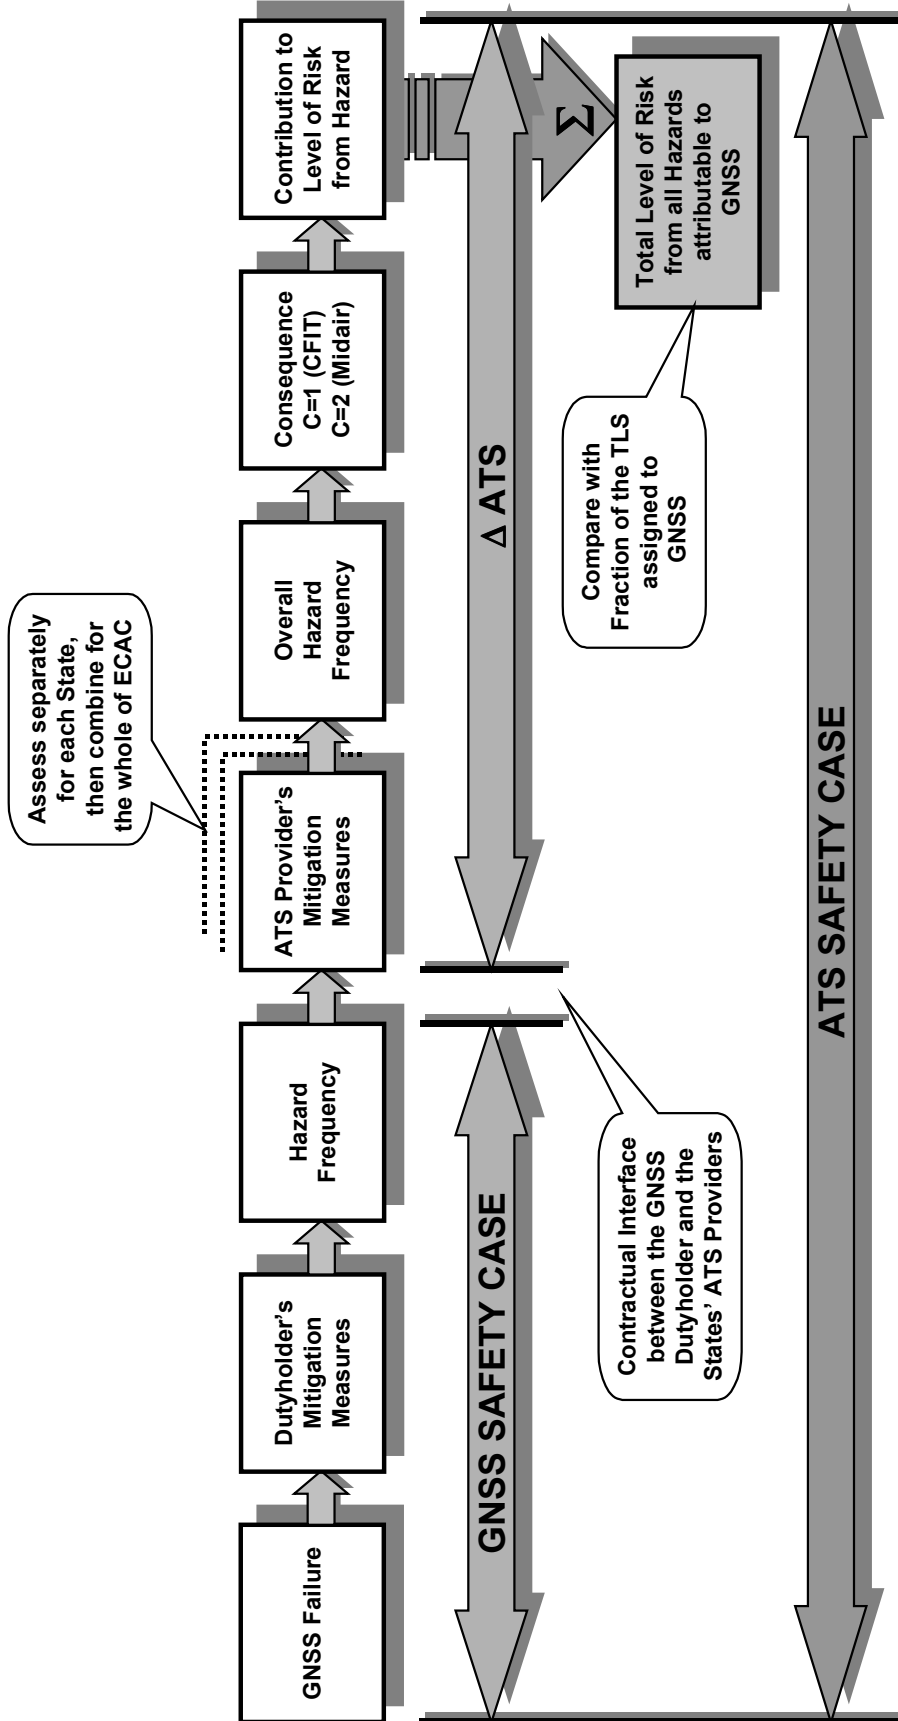 Assess separately
for each State,
then combine for
the whole of ECAC
GNSS Failure
Dutyholder's
Mitigation
Measures
Hazard
Frequency
ATS Provider's
Mitigation
Measures
Overall
Hazard
Frequency
Consequence
C=1 (CFIT)
C=2 (Midair)
Contribution to
Level of Risk
from Hazard
GNSS SAFETY CASE
Δ ATS
Σ
Contractual Interface
between the GNSS
Dutyholder and the
States’ ATS Providers
Compare with
Fraction of the TLS
assigned to
GNSS
Total Level of Risk
from all Hazards
attributable to
GNSS
ATS SAFETY CASE